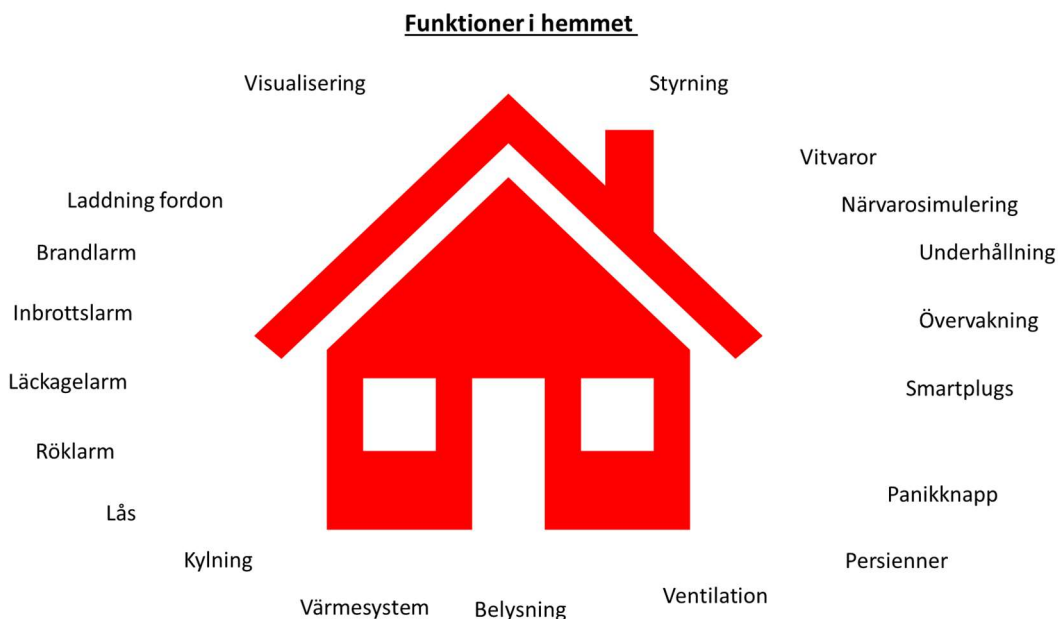 Funktioner i hemmet
Visualisering
Styrning
Vitvaror
Laddning fordon
Närvarosimulering
Brandlarm
Underhållning
Inbrottslarm
Övervakning
Läckagelarm
Smartplugs
Röklarm
Panikknapp
Lås
Kylning
Persienner
Värmesystem
Belysning
Ventilation